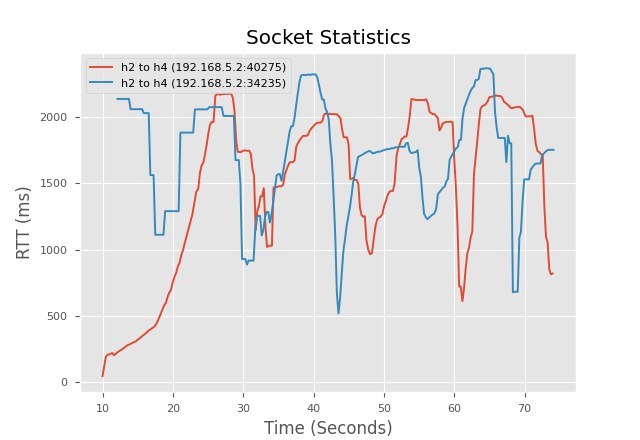 Socket Statistics
h2 to h4 (192.168.5.2:40275)
h2 to h4 (192.168.5.2:34235)
RTT (ms)
2000
1500
1000
500
0
10 20 30 40 50 60 70
Time (Seconds)